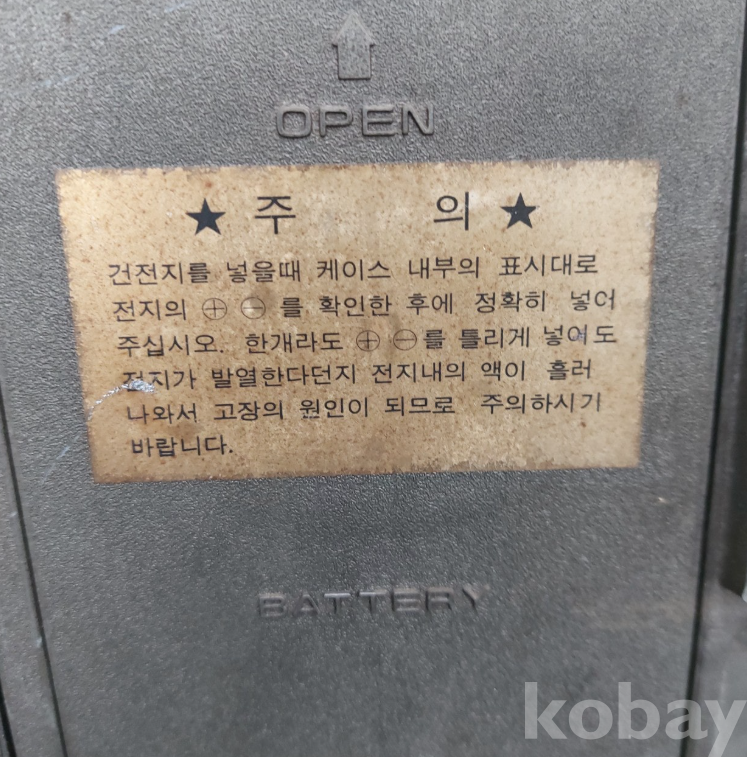 OPEN
★ 주 의 ★
건전지를 넣을때 케이스 내부의 표시대로
전지의 ⊕ ⊖ 를 확인한 후에 정확히 넣어
주십시오. 한개라도 ⊕ ⊖를 틀리게 넣어도
전지가 발열한다던지 전지내의 액이 흘러
나와서 고장의 원인이 되므로 주의하시기
바랍니다.
BATTERY
kobay